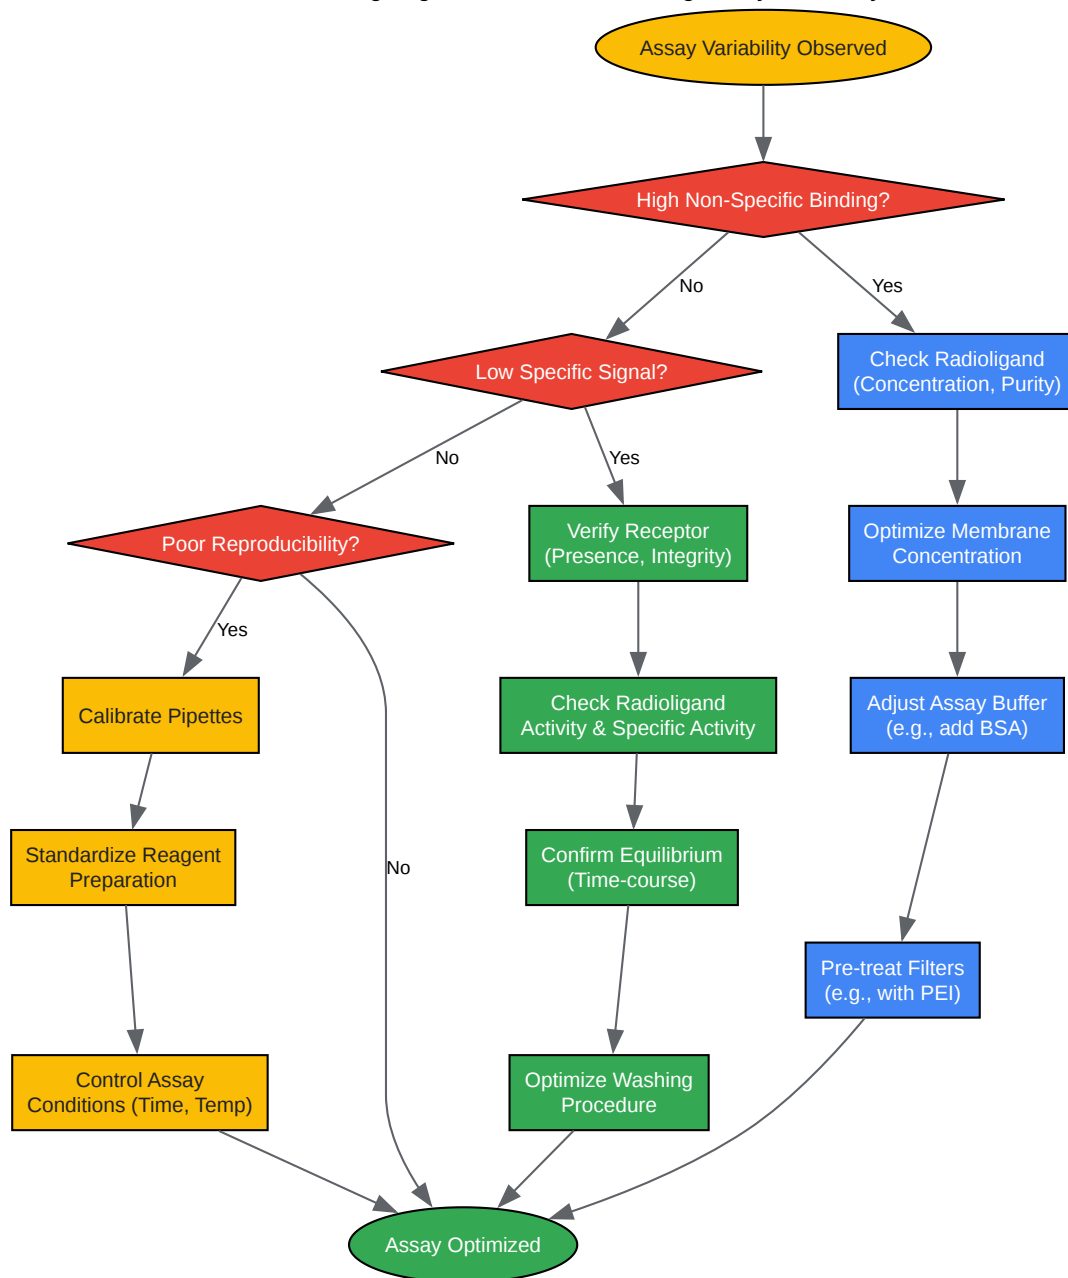 Assay Variability Observed
High Non-Specific Binding?
No
Yes
Low Specific Signal?
Check Radioligand
(Concentration, Purity)
No
Yes
Poor Reproducibility?
Verify Receptor
(Presence, Integrity)
Optimize Membrane
Concentration
Yes
Calibrate Pipettes
Check Radioligand
Activity & Specific Activity
Adjust Assay Buffer
(e.g., add BSA)
Standardize Reagent
Preparation
No
Confirm Equilibrium
(Time-course)
Pre-treat Filters
(e.g., with PEI)
Control Assay
Conditions (Time, Temp)
Optimize Washing
Procedure
Assay Optimized